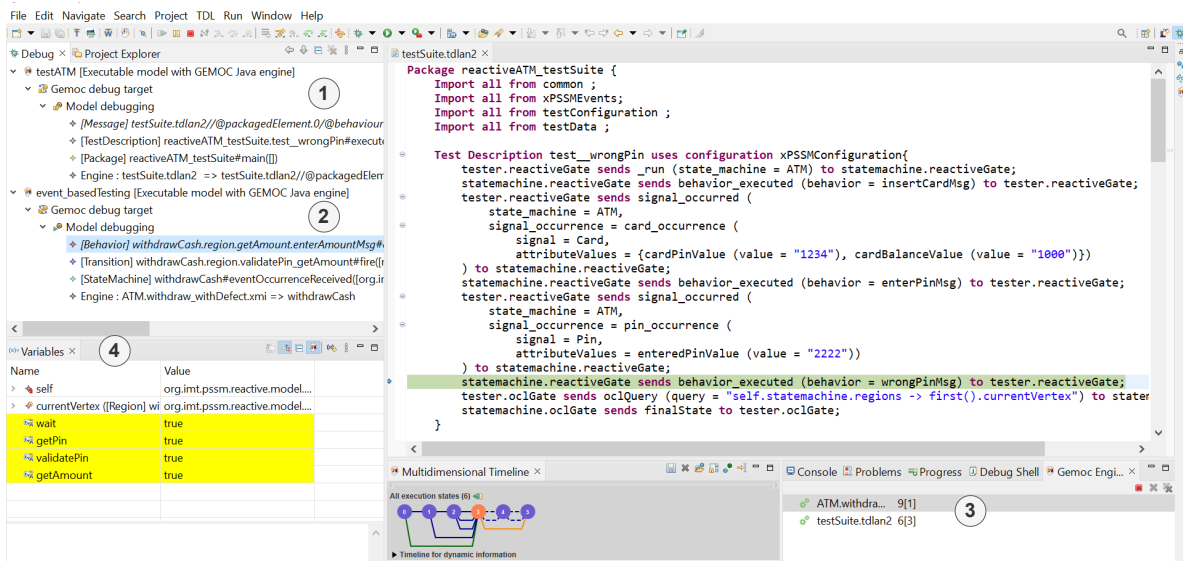 File Edit Navigate Search Project TDL Run Window Help
Debug Project Explorer
testATM [Executable model with GEMOC Java engine]
Gemoc debug target
1
Model debugging
[Message] testSuite.tdlan2//@packagedElement.0/@behaviour
[TestDescription] reactiveATM_testSuite.test__wrongPin#execut
[Package] reactiveATM_testSuite#main([])
Engine : testSuite.tdlan2 => testSuite.tdlan2//@packagedElem
event_basedTesting [Executable model with GEMOC Java engine]
Gemoc debug target
2
Model debugging
[Behavior] withdrawCash.region.getAmount.enterAmountMsg#
[Transition] withdrawCash.region.validatePin_getAmount#fire([
[StateMachine] withdrawCash#eventOccurrenceReceived([org.i
Engine : ATM.withdraw_withDefect.xmi => withdrawCash
Variables
4
Name Value
self org.imt.pssm.reactive.model....
currentVertex ([Region] wi org.imt.pssm.reactive.model....
wait true
getPin true
validatePin true
getAmount true
testSuite.tdlan2
Package reactiveATM_testSuite {
Import all from common ;
Import all from xPSSMEvents;
Import all from testConfiguration ;
Import all from testData ;
Test Description test__wrongPin uses configuration xPSSMConfiguration{
tester.reactiveGate sends _run (state_machine = ATM) to statemachine.reactiveGate;
statemachine.reactiveGate sends behavior_executed (behavior = insertCardMsg) to tester.reactiveGate;
tester.reactiveGate sends signal_occurred (
state_machine = ATM,
signal_occurrence = card_occurrence (
signal = Card,
attributeValues = {cardPinValue (value = "1234"), cardBalanceValue (value = "1000")})
) to statemachine.reactiveGate;
statemachine.reactiveGate sends behavior_executed (behavior = enterPinMsg) to tester.reactiveGate;
tester.reactiveGate sends signal_occurred (
state_machine = ATM,
signal_occurrence = pin_occurrence (
signal = Pin,
attributeValues = enteredPinValue (value = "2222"))
) to statemachine.reactiveGate;
statemachine.reactiveGate sends behavior_executed (behavior = wrongPinMsg) to tester.reactiveGate;
tester.oclGate sends oclQuery (query = "self.statemachine.regions -> first().currentVertex") to statem
statemachine.oclGate sends finalState to tester.oclGate;
}
Multidimensional Timeline
All execution states (6)
0 1 2 3 4 5
Timeline for dynamic information
Console Problems Progress Debug Shell Gemoc Engi...
ATM.withdra... 9[1]
3
testSuite.tdlan2 6[3]